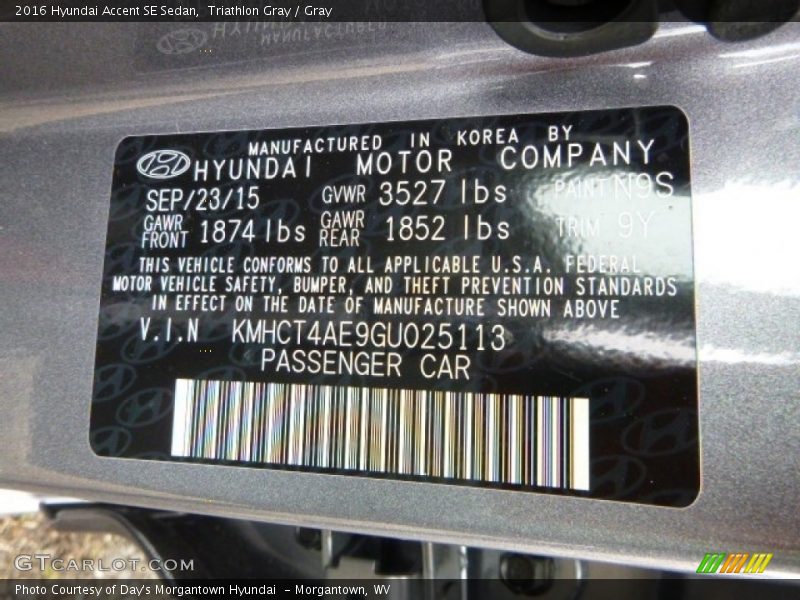 2016 Hyundai Accent SE Sedan, Triathlon Gray / Gray
MANUFACTURED IN KOREA BY
HYUNDAI MOTOR COMPANY
SEP/23/15 GVWR 3527 lbs PAINT N9S
GAWR FRONT 1874 lbs GAWR REAR 1852 lbs TRIM 9Y
THIS VEHICLE CONFORMS TO ALL APPLICABLE U.S.A. FEDERAL
MOTOR VEHICLE SAFETY, BUMPER, AND THEFT PREVENTION STANDARDS
IN EFFECT ON THE DATE OF MANUFACTURE SHOWN ABOVE
V.I.N KMHCT4AE9GU025113
PASSENGER CAR
GTCARLOT.COM
Photo Courtesy of Day's Morgantown Hyundai - Morgantown, WV